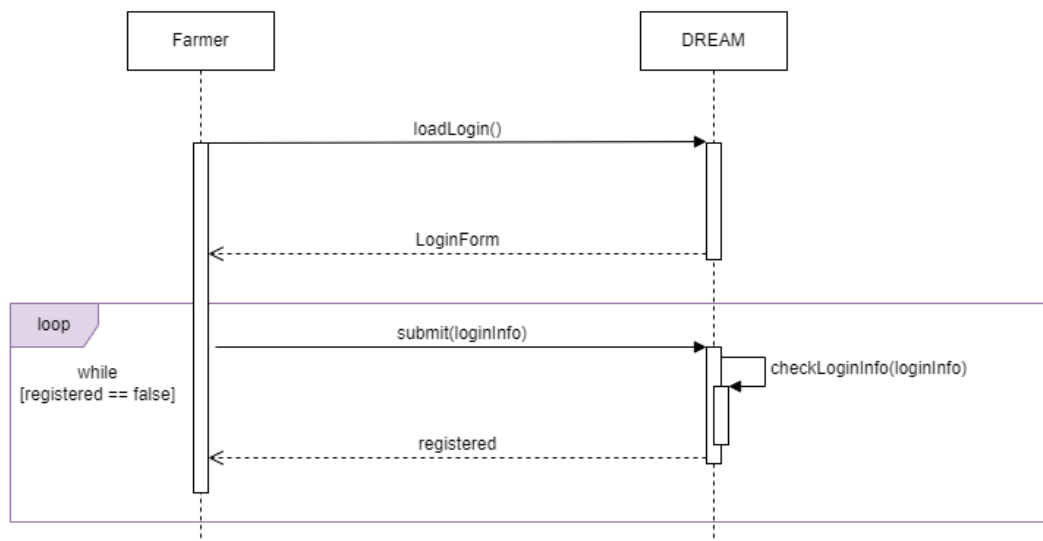 Farmer
DREAM
loadLogin()
LoginForm
loop
submit(loginInfo)
while
[registered == false]
checkLoginInfo(loginInfo)
registered